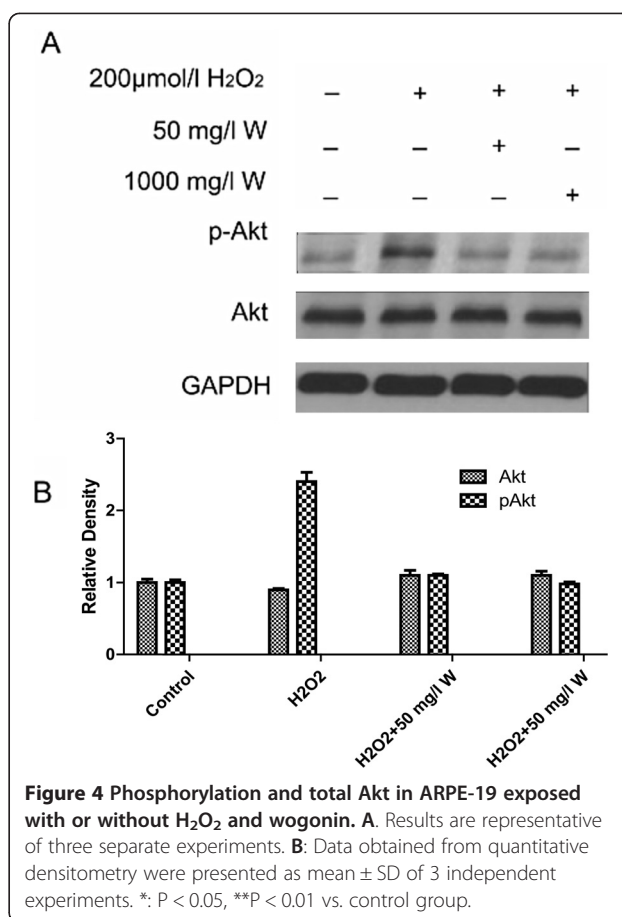 A
200µmol/l H₂O₂ – + + +
50 mg/l W – – + –
1000 mg/l W – – – +
p-Akt
Akt
GAPDH
B
Relative Density
3
2
1
0
Akt
pAkt
Control
H2O2
H2O2+50 mg/l W
H2O2+50 mg/l W
Figure 4 Phosphorylation and total Akt in ARPE-19 exposed
with or without H₂O₂ and wogonin. A. Results are representative
of three separate experiments. B: Data obtained from quantitative
densitometry were presented as mean ± SD of 3 independent
experiments. *: P < 0.05, **P < 0.01 vs. control group.